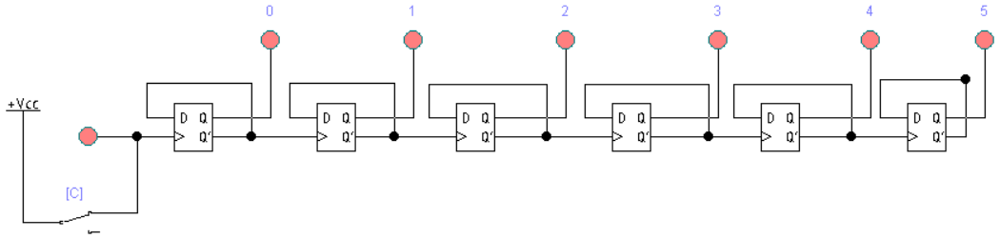 0 1 2 3 4 5
+Vcc
D Q D Q D Q D Q D Q D Q
Q' Q' Q' Q' Q' Q'
[C]